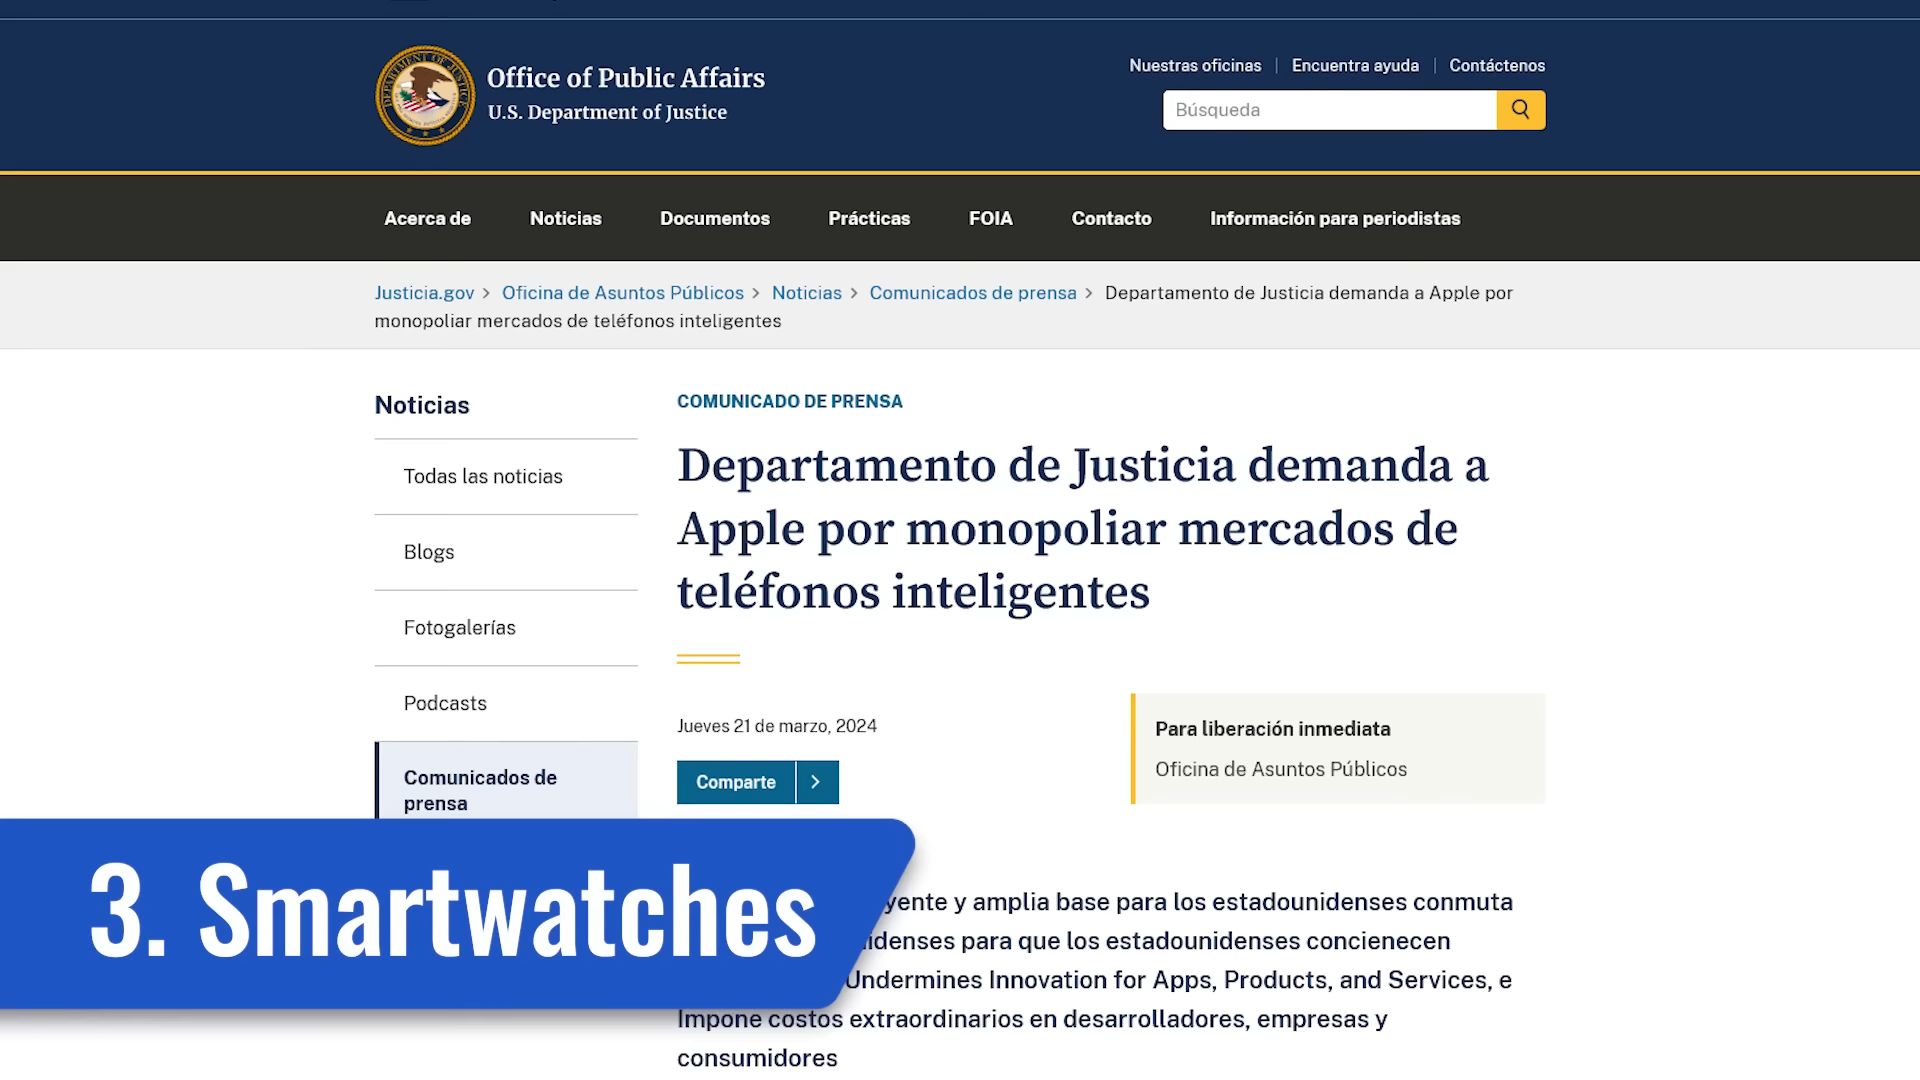 Office of Public Affairs
U.S. Department of Justice
Nuestras oficinas
Encuentra ayuda
Contáctenos
Búsqueda
Acerca de
Noticias
Documentos
Prácticas
FOIA
Contacto
Información para periodistas
Justicia.gov > Oficina de Asuntos Públicos > Noticias > Comunicados de prensa > Departamento de Justicia demanda a Apple por
monopoliar mercados de teléfonos inteligentes
Noticias
Todas las noticias
Blogs
Fotogalerías
Podcasts
Comunicados de
prensa
COMUNICADO DE PRENSA
Departamento de Justicia demanda a
Apple por monopoliar mercados de
teléfonos inteligentes
Jueves 21 de marzo, 2024
Comparte
Para liberación inmediata
Oficina de Asuntos Públicos
y amplia base para los estadounidenses conmuta
para que los estadounidenses concienecen
Undermines Innovation for Apps, Products, and Services, e
Impone costos extraordinarios en desarrolladores, empresas y
consumidores
3. Smartwatches